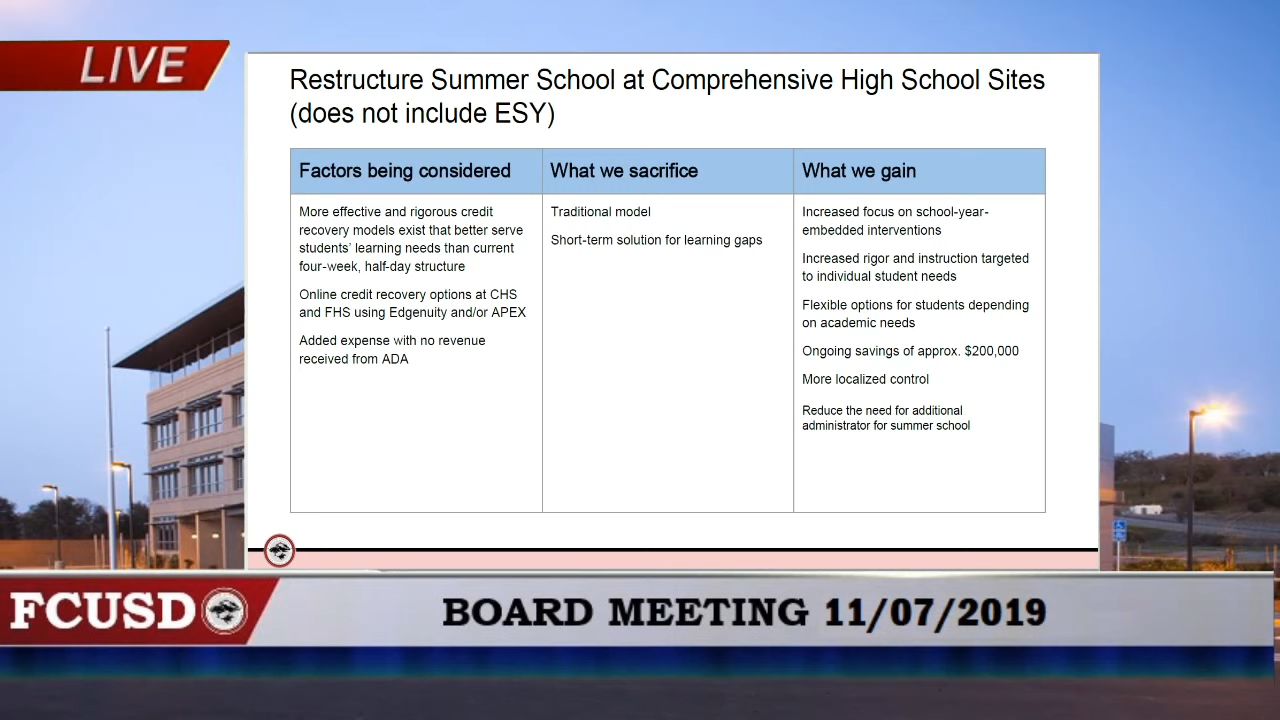 LIVE
Restructure Summer School at Comprehensive High School Sites
(does not include ESY)
Factors being considered
What we sacrifice
What we gain
More effective and rigorous credit
recovery models exist that better serve
students' learning needs than current
four-week, half-day structure
Online credit recovery options at CHS
and FHS using Edgenuity and/or APEX
Added expense with no revenue
received from ADA
Traditional model
Short-term solution for learning gaps
Increased focus on school-year-
embedded interventions
Increased rigor and instruction targeted
to individual student needs
Flexible options for students depending
on academic needs
Ongoing savings of approx. $200,000
More localized control
Reduce the need for additional
administrator for summer school
FCUSD
BOARD MEETING 11/07/2019